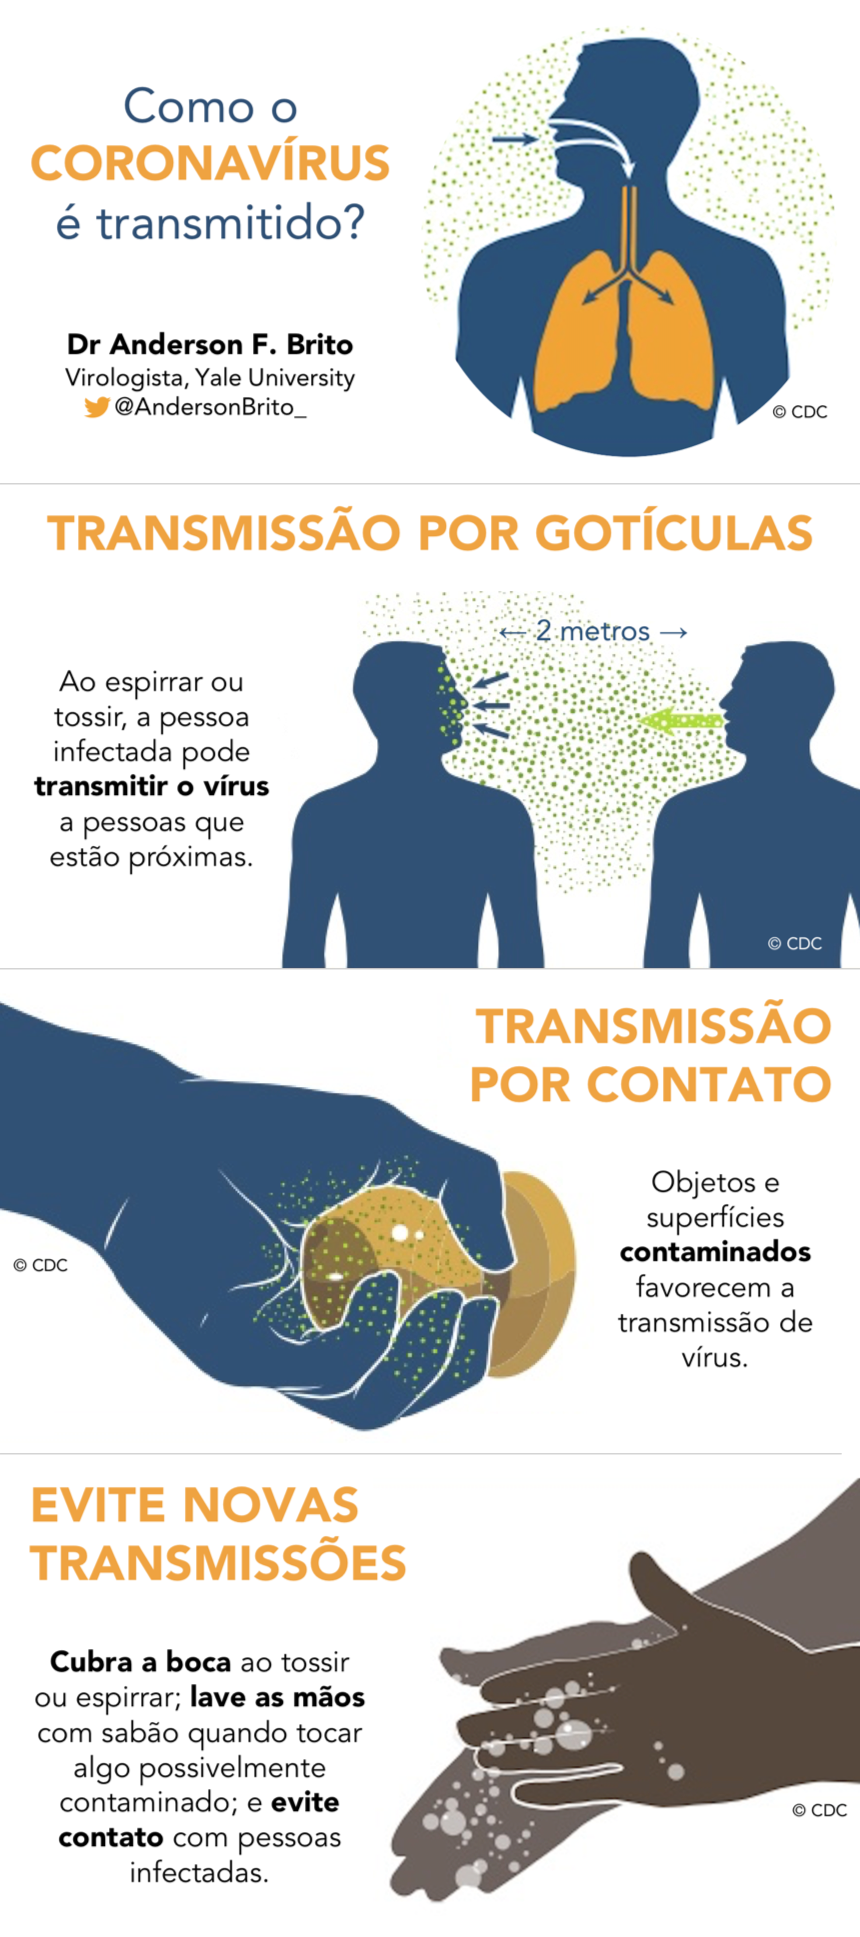 Como o
CORONAVÍRUS
é transmitido?
Dr Anderson F. Brito
Virologista, Yale University
@AndersonBrito_
© CDC
TRANSMISSÃO POR GOTÍCULAS
← 2 metros →
Ao espirrar ou
tossir, a pessoa
infectada pode
transmitir o vírus
a pessoas que
estão próximas.
© CDC
TRANSMISSÃO
POR CONTATO
Objetos e
superfícies
contaminados
favorecem a
transmissão de
vírus.
© CDC
EVITE NOVAS
TRANSMISSÕES
Cubra a boca ao tossir
ou espirrar; lave as mãos
com sabão quando tocar
algo possivelmente
contaminado; e evite
contato com pessoas
infectadas.
© CDC